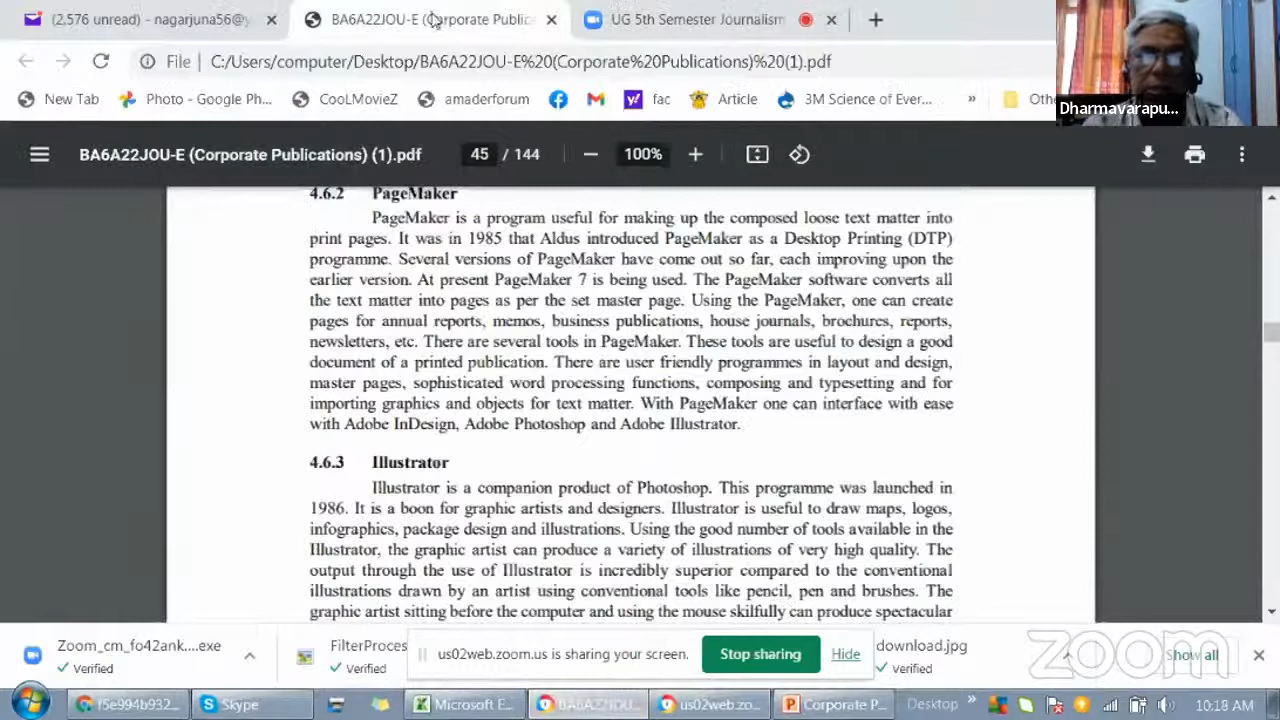 (2,576 unread) - nagarjuna56@y
BA6A22JOU-E (Corporate Public
UG 5th Semester Journalism
File | C:/Users/computer/Desktop/BA6A22JOU-E%20(Corporate%20Publications)%20(1).pdf
New Tab Photo - Google Ph... CooLMovieZ amaderforum fac Article 3M Science of Ever... » Oth
Dharmavarapu...
BA6A22JOU-E (Corporate Publications) (1).pdf 45 / 144 100%
4.6.2 PageMaker
PageMaker is a program useful for making up the composed loose text matter into
print pages. It was in 1985 that Aldus introduced PageMaker as a Desktop Printing (DTP)
programme. Several versions of PageMaker have come out so far, each improving upon the
earlier version. At present PageMaker 7 is being used. The PageMaker software converts all
the text matter into pages as per the set master page. Using the PageMaker, one can create
pages for annual reports, memos, business publications, house journals, brochures, reports,
newsletters, etc. There are several tools in PageMaker. These tools are useful to design a good
document of a printed publication. There are user friendly programmes in layout and design,
master pages, sophisticated word processing functions, composing and typesetting and for
importing graphics and objects for text matter. With PageMaker one can interface with ease
with Adobe InDesign, Adobe Photoshop and Adobe Illustrator.
4.6.3 Illustrator
Illustrator is a companion product of Photoshop. This programme was launched in
1986. It is a boon for graphic artists and designers. Illustrator is useful to draw maps, logos,
infographics, package design and illustrations. Using the good number of tools available in the
Illustrator, the graphic artist can produce a variety of illustrations of very high quality. The
output through the use of Illustrator is incredibly superior compared to the conventional
illustrations drawn by an artist using conventional tools like pencil, pen and brushes. The
graphic artist sitting before the computer and using the mouse skilfully can produce spectacular
Zoom_cm_fo42ank....exe
Verified
FilterProces
Verified
us02web.zoom.us is sharing your screen. Stop sharing Hide
download.jpg
Verified
Show all
zoom
f5e994b932... Skype Microsoft E... BA6A22JOU... us02web.zo... Corporate P... Desktop » 10:18 AM